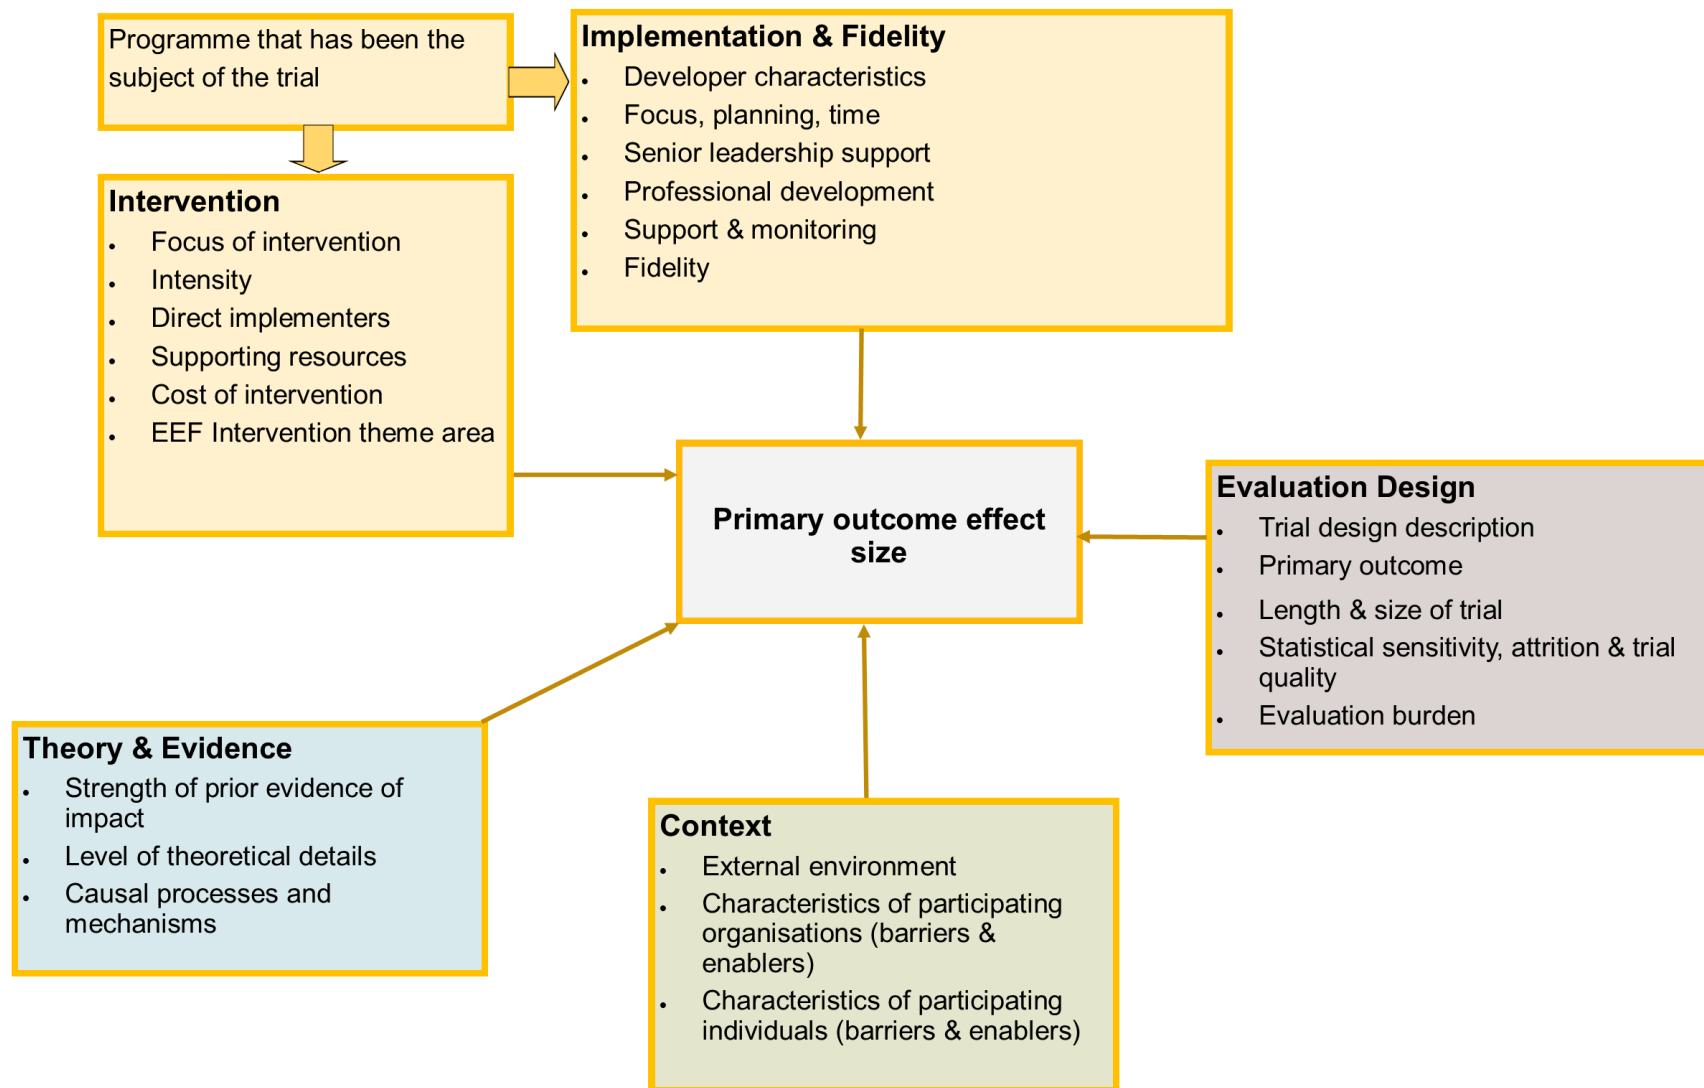 Programme that has been the
subject of the trial
Implementation & Fidelity
• Developer characteristics
• Focus, planning, time
• Senior leadership support
• Professional development
• Support & monitoring
• Fidelity
Intervention
• Focus of intervention
• Intensity
• Direct implementers
• Supporting resources
• Cost of intervention
• EEF Intervention theme area
Primary outcome effect
size
Evaluation Design
• Trial design description
• Primary outcome
• Length & size of trial
• Statistical sensitivity, attrition & trial
quality
• Evaluation burden
Theory & Evidence
• Strength of prior evidence of
impact
• Level of theoretical details
• Causal processes and
mechanisms
Context
• External environment
• Characteristics of participating
organisations (barriers &
enablers)
• Characteristics of participating
individuals (barriers & enablers)